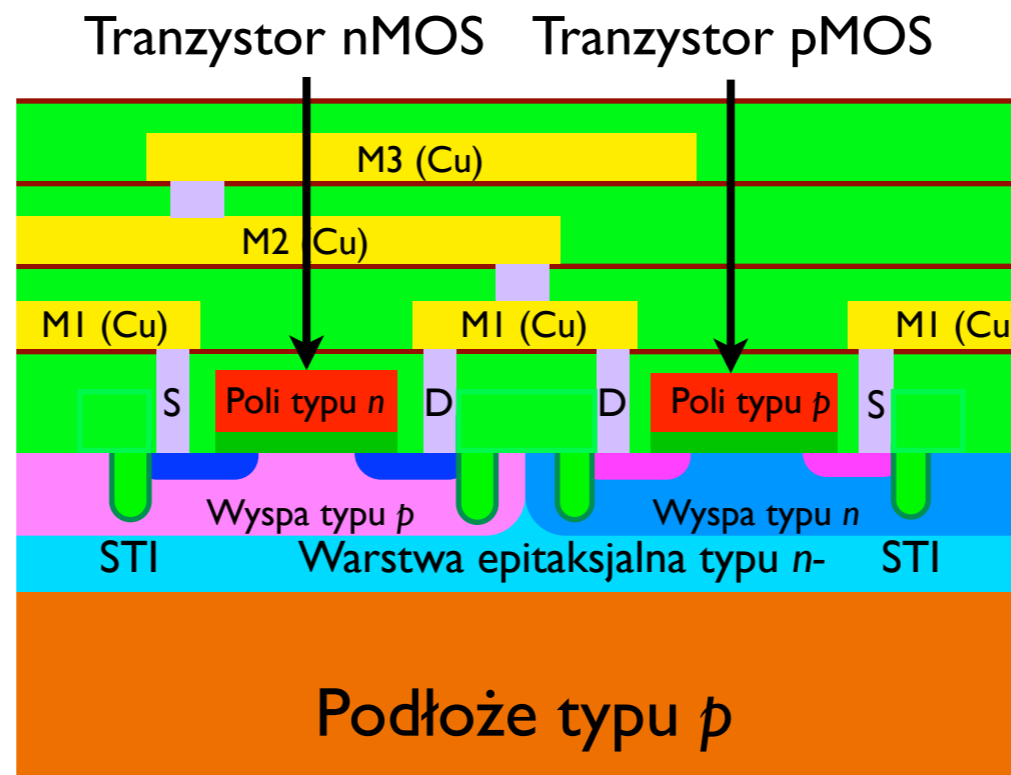 Tranzystor nMOS Tranzystor pMOS
M3 (Cu)
M2 (Cu)
M1 (Cu) M1 (Cu) M1 (Cu
S Poli typu n D D Poli typu p S
Wyspa typu p Wyspa typu n
STI Warstwa epitaksjalna typu n- STI
Podłoże typu p